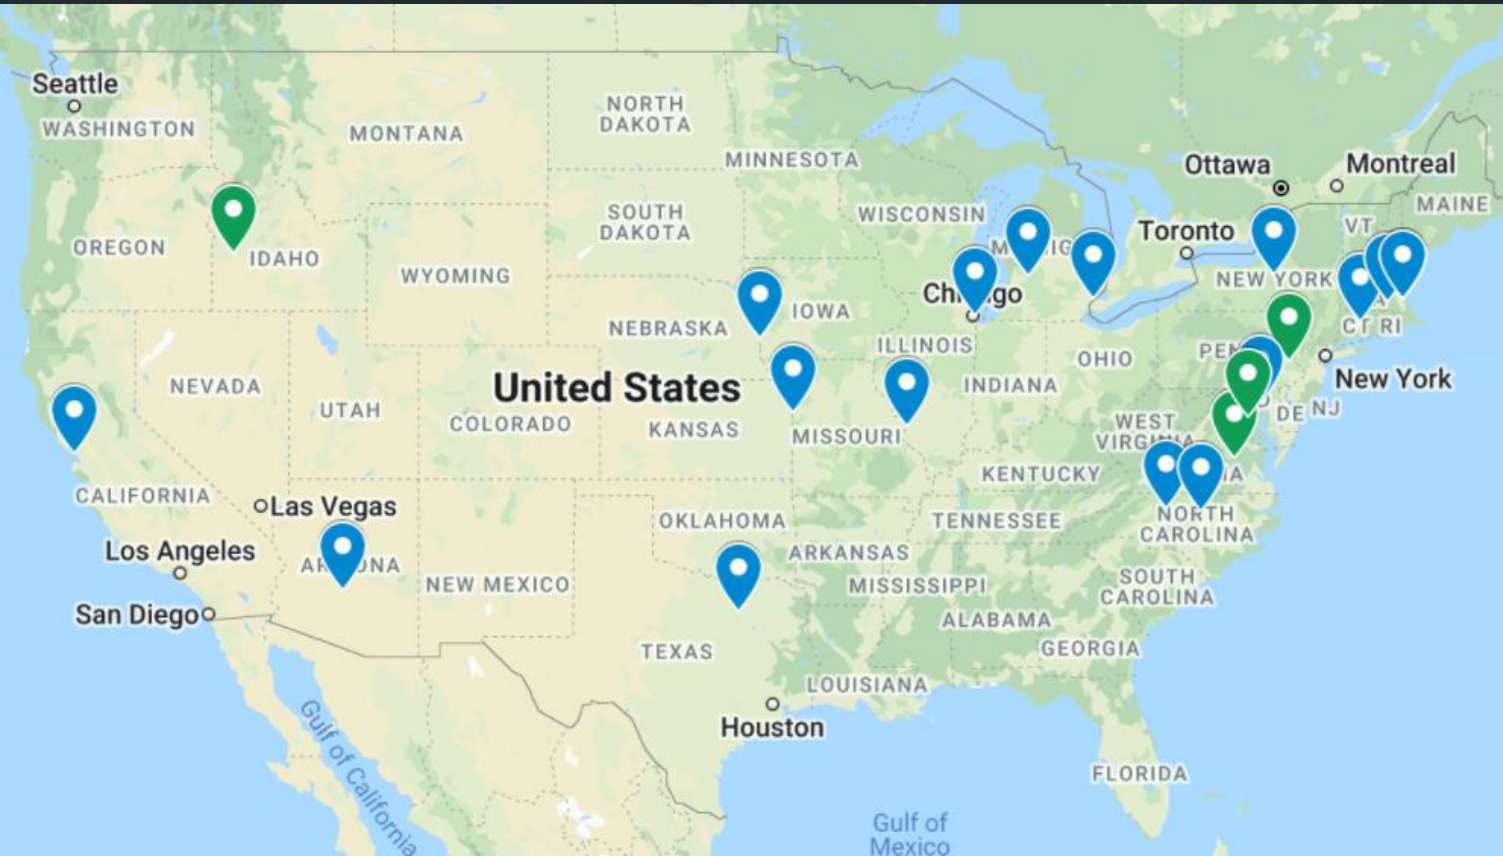 Seattle
WASHINGTON
MONTANA
NORTH
DAKOTA
MINNESOTA
Ottawa
Montreal
MAINE
OREGON
IDAHO
SOUTH
DAKOTA
WISCONSIN
Toronto
VT
WYOMING
NEW YORK
NEBRASKA
IOWA
CT RI
NEVADA
UTAH
COLORADO
United States
KANSAS
ILLINOIS
INDIANA
OHIO
New York
MISSOURI
WEST
DE NJ
KENTUCKY
CALIFORNIA
Las Vegas
OKLAHOMA
TENNESSEE
NORTH
CAROLINA
Los Angeles
NEW MEXICO
ARKANSAS
MISSISSIPPI
SOUTH
CAROLINA
San Diego
TEXAS
ALABAMA
GEORGIA
LOUISIANA
Houston
Gulf of California
FLORIDA
Gulf of
Mexico